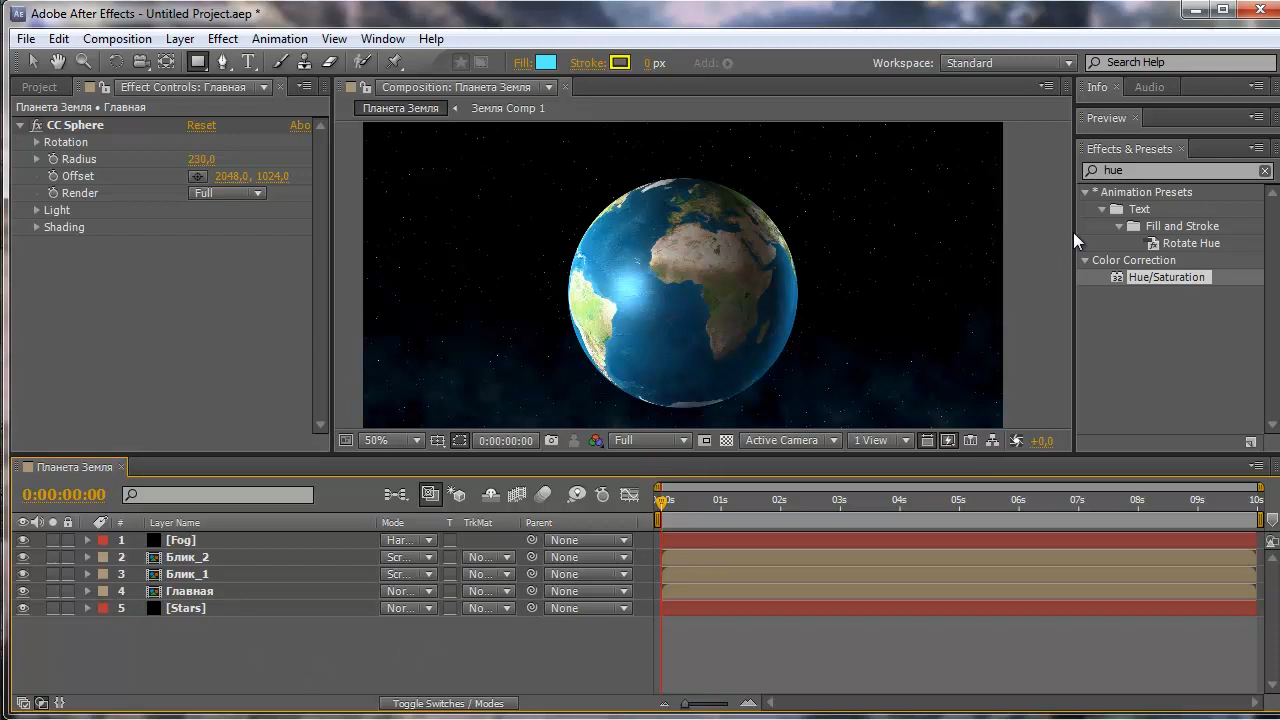 Adobe After Effects - Untitled Project.aep *
File Edit Composition Layer Effect Animation View Window Help
Fill: Stroke: 0 px Add: Workspace: Standard Search Help
Project Effect Controls: Главная Composition: Планета Земля Info Audio
Планета Земля • Главная
Планета Земля Земля Comp 1
Preview
fx CC Sphere Reset Abo
Rotation
Radius 230,0
Offset 2048,0, 1024,0
Render Full
Light
Shading
Effects & Presets
hue
* Animation Presets
Text
Fill and Stroke
Rotate Hue
Color Correction
Hue/Saturation
50% 0:00:00:00 Full Active Camera 1 View +0,0
Планета Земля
0:00:00:00
01s 02s 03s 04s 05s 06s 07s 08s 09s 10s
# Layer Name Mode T TrkMat Parent
1 [Fog] Har... None
2 Блик_2 Scr... No... None
3 Блик_1 Scr... No... None
4 Главная Nor... No... None
5 [Stars] Nor... No... None
Toggle Switches / Modes